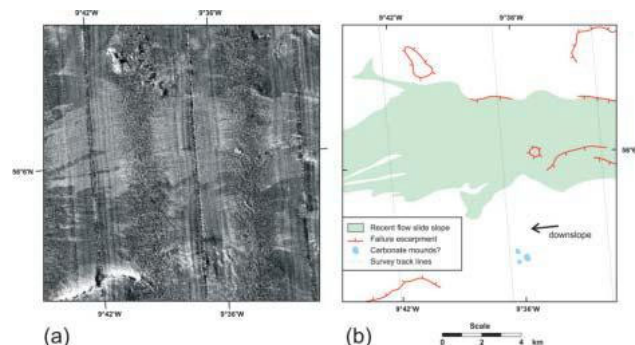 9°42'W
9°36'W
9°42'W
9°36'W
56°6'N
56°6'N
Recent flow slide slope
Failure escarpment
Carbonate mounds?
Survey track lines
downslope
9°42'W
9°36'W
9°42'W
9°36'W
(a)
(b)
Scale
0
2
4
km